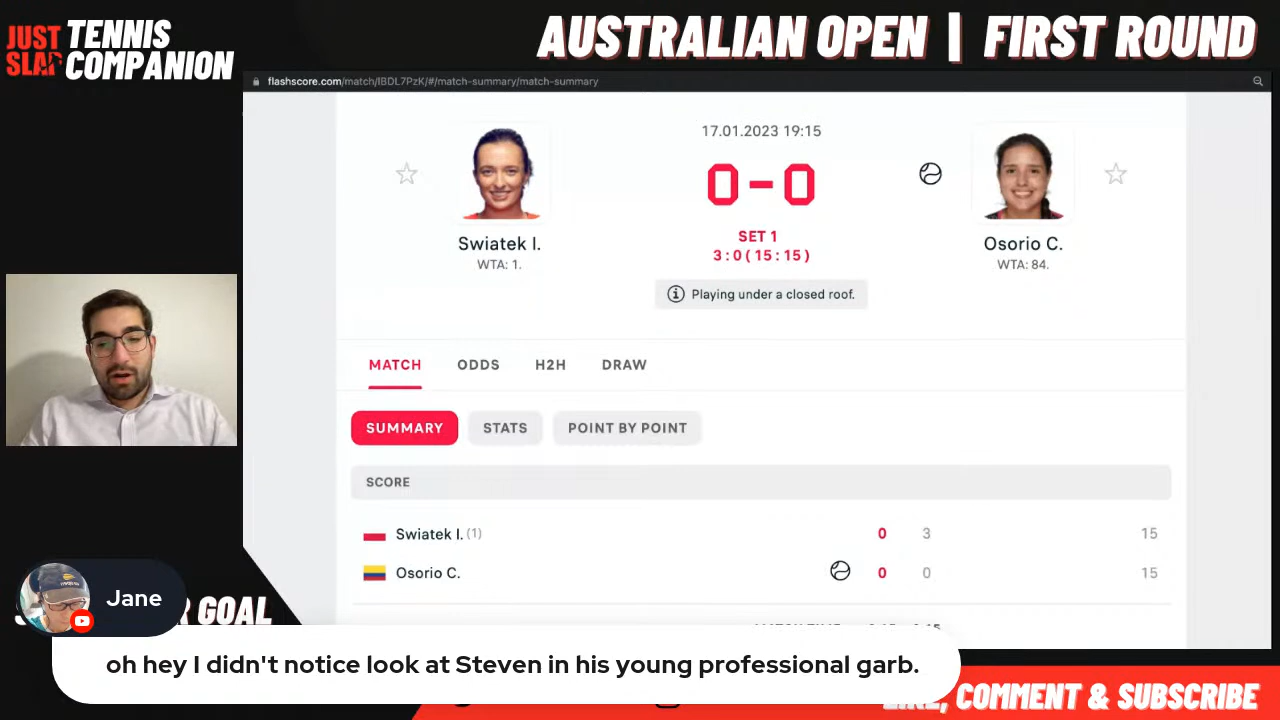 JUST TENNIS
SLAP COMPANION
AUSTRALIAN OPEN | FIRST ROUND
flashscore.com/match/IBDL7PzK/#/match-summary/match-summary
17.01.2023 19:15
0-0
Swiatek I.
WTA: 1.
SET 1
3 : 0 ( 15 : 15 )
Osorio C.
WTA: 84.
Playing under a closed roof.
MATCH ODDS H2H DRAW
SUMMARY STATS POINT BY POINT
SCORE
Swiatek I. (1) 0 3 15
Osorio C. 0 0 15
GOAL
Jane
oh hey I didn't notice look at Steven in his young professional garb.
COMMENT & SUBSCRIBE